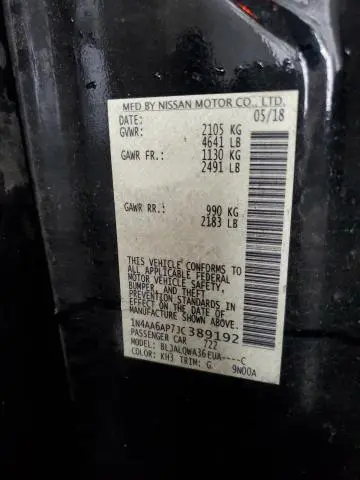 MFD BY NISSAN MOTOR CO., LTD.
DATE: 05/18
GVWR: 2105 KG
4641 LB
GAWR FR.: 1130 KG
2491 LB
GAWR RR.: 990 KG
2183 LB
THIS VEHICLE CONFORMS
TO ALL APPLICABLE FEDERAL
MOTOR VEHICLE SAFETY,
BUMPER, AND THEFT
PREVENTION STANDARDS
IN EFFECT ON THE DATE OF
MANUFACTURE SHOWN ABOVE.
1N4AA6AP7JC389192
PASSENGER CAR 722
MODEL: BLJALQWA36EUA----C
COLOR: KH3 TRIM: G 9N00A